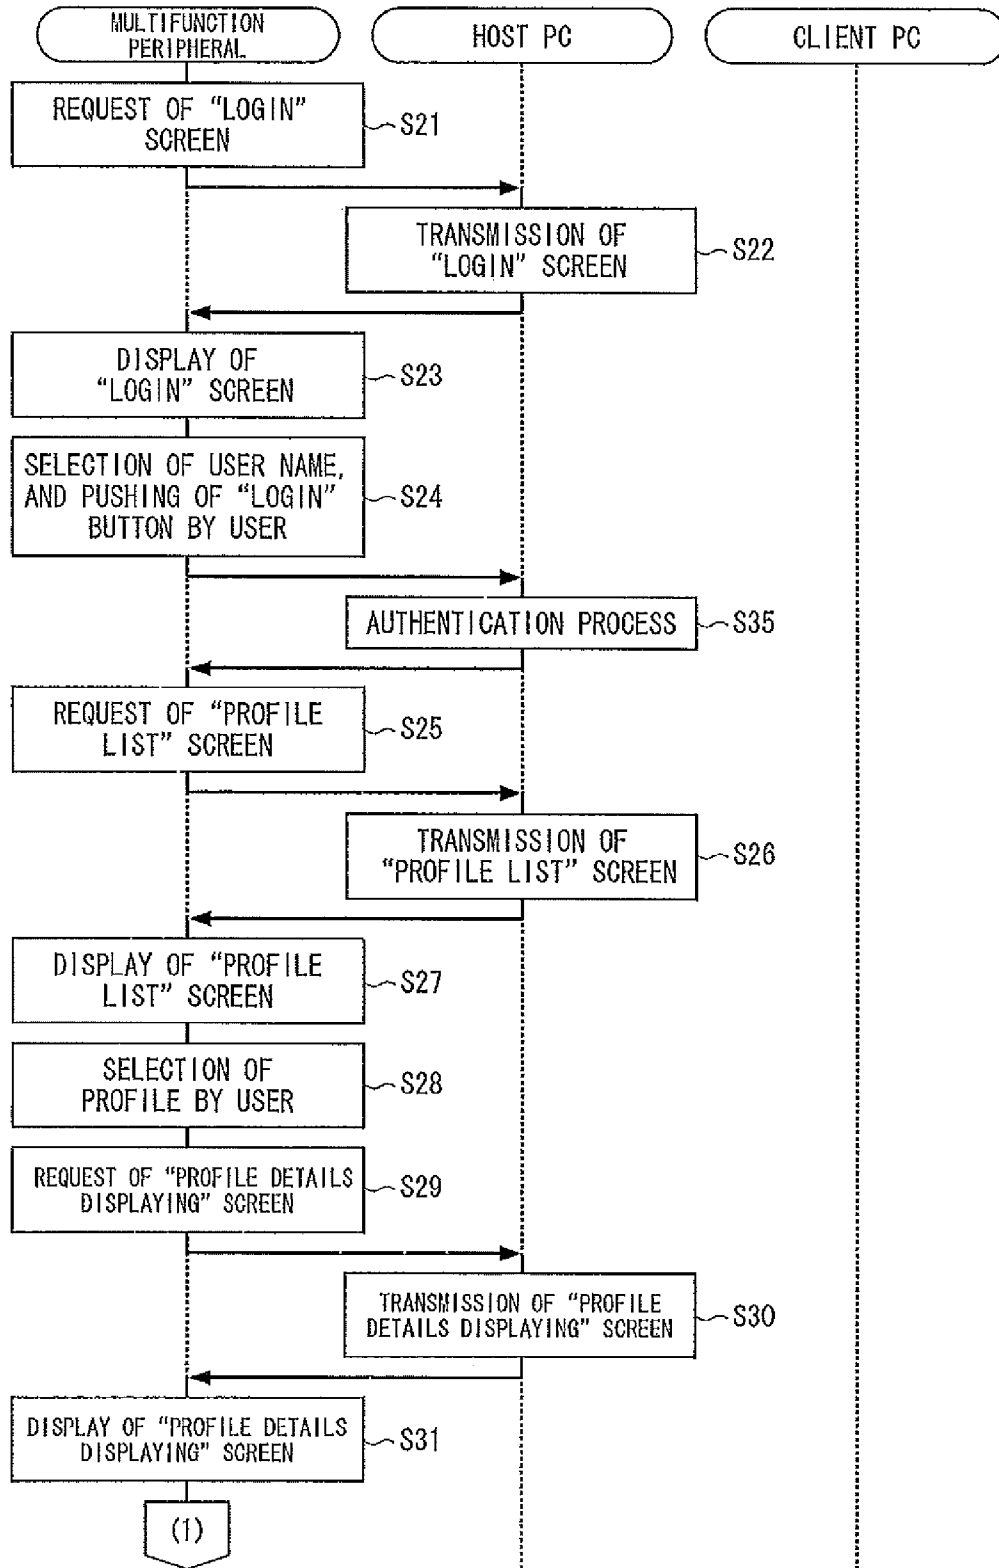 MULTIFUNCTION
PERIPHERAL
HOST PC
CLIENT PC
REQUEST OF “LOGIN”
SCREEN
S21
TRANSMISSION OF
“LOGIN” SCREEN
S22
DISPLAY OF
“LOGIN” SCREEN
S23
SELECTION OF USER NAME,
AND PUSHING OF “LOGIN”
BUTTON BY USER
S24
AUTHENTICATION PROCESS
S35
REQUEST OF “PROFILE
LIST” SCREEN
S25
TRANSMISSION OF
“PROFILE LIST” SCREEN
S26
DISPLAY OF “PROFILE
LIST” SCREEN
S27
SELECTION OF
PROFILE BY USER
S28
REQUEST OF “PROFILE DETAILS
DISPLAYING” SCREEN
S29
TRANSMISSION OF “PROFILE
DETAILS DISPLAYING” SCREEN
S30
DISPLAY OF “PROFILE DETAILS
DISPLAYING” SCREEN
S31
(1)